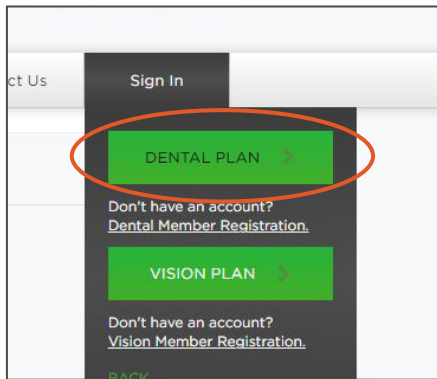 ct Us
Sign In
DENTAL PLAN
Don't have an account?
Dental Member Registration.
VISION PLAN
Don't have an account?
Vision Member Registration.
BACK